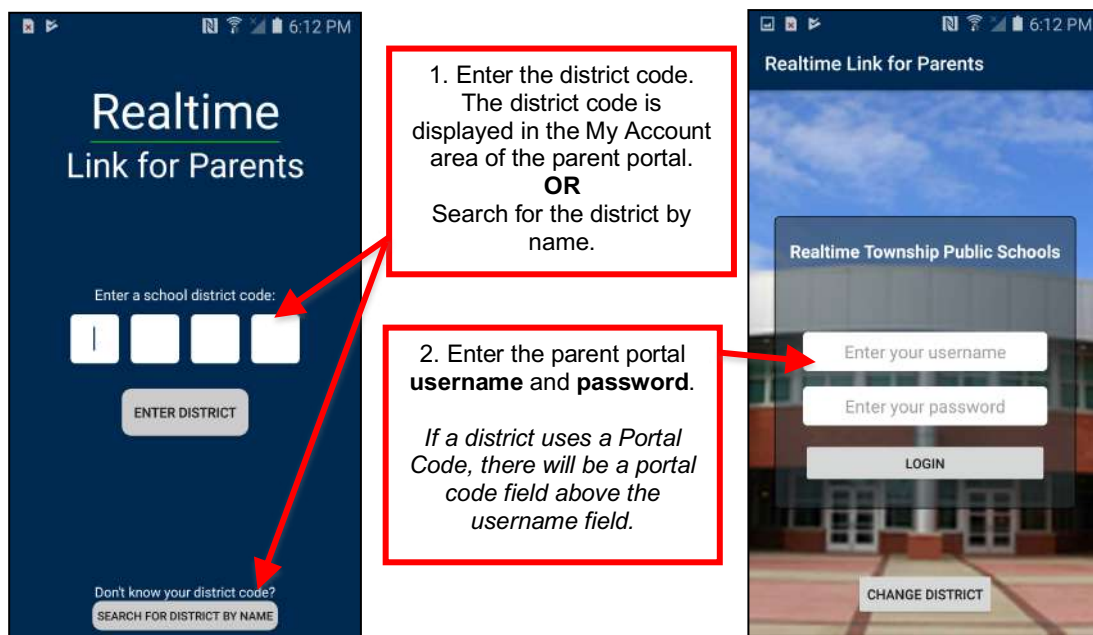 6:12 PM
Realtime
Link for Parents
Enter a school district code:
ENTER DISTRICT
Don't know your district code?
SEARCH FOR DISTRICT BY NAME
1. Enter the district code.
The district code is
displayed in the My Account
area of the parent portal.
OR
Search for the district by
name.
2. Enter the parent portal
username and password.
If a district uses a Portal
Code, there will be a portal
code field above the
username field.
6:12 PM
Realtime Link for Parents
Realtime Township Public Schools
Enter your username
Enter your password
LOGIN
CHANGE DISTRICT